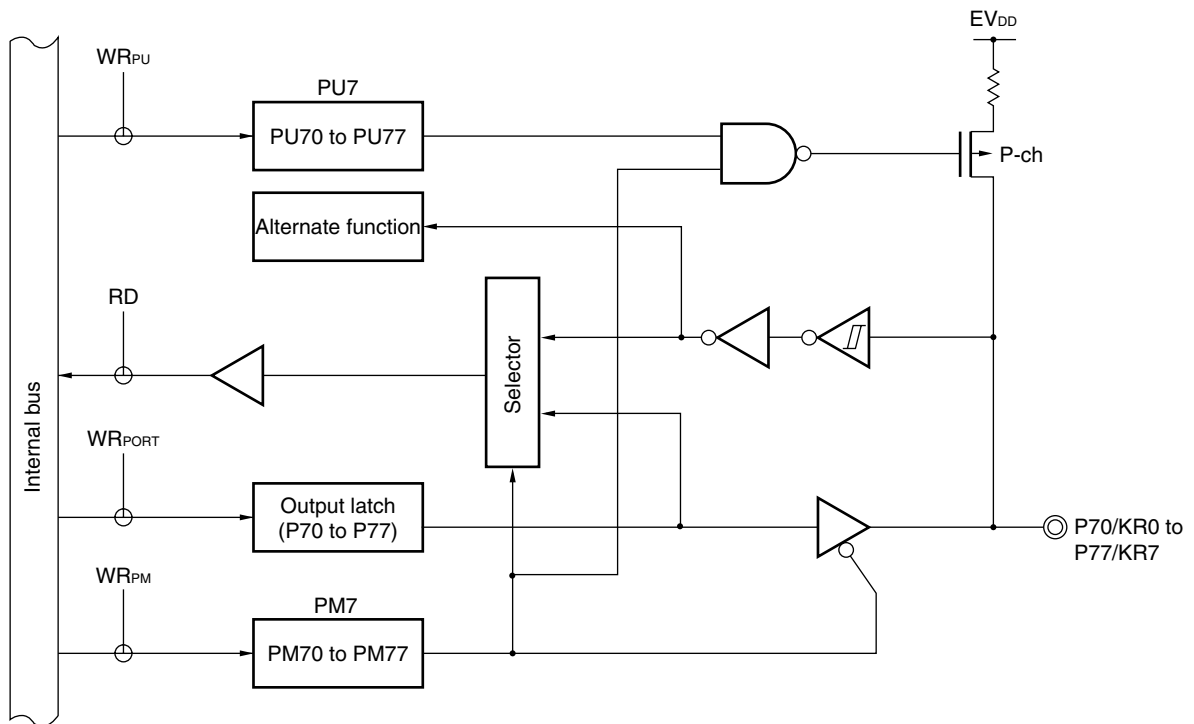 EVDD
WRPU
PU7
PU70 to PU77
P-ch
Alternate function
RD
Selector
Internal bus
WRPORT
Output latch
(P70 to P77)
P70/KR0 to
P77/KR7
WRPM
PM7
PM70 to PM77